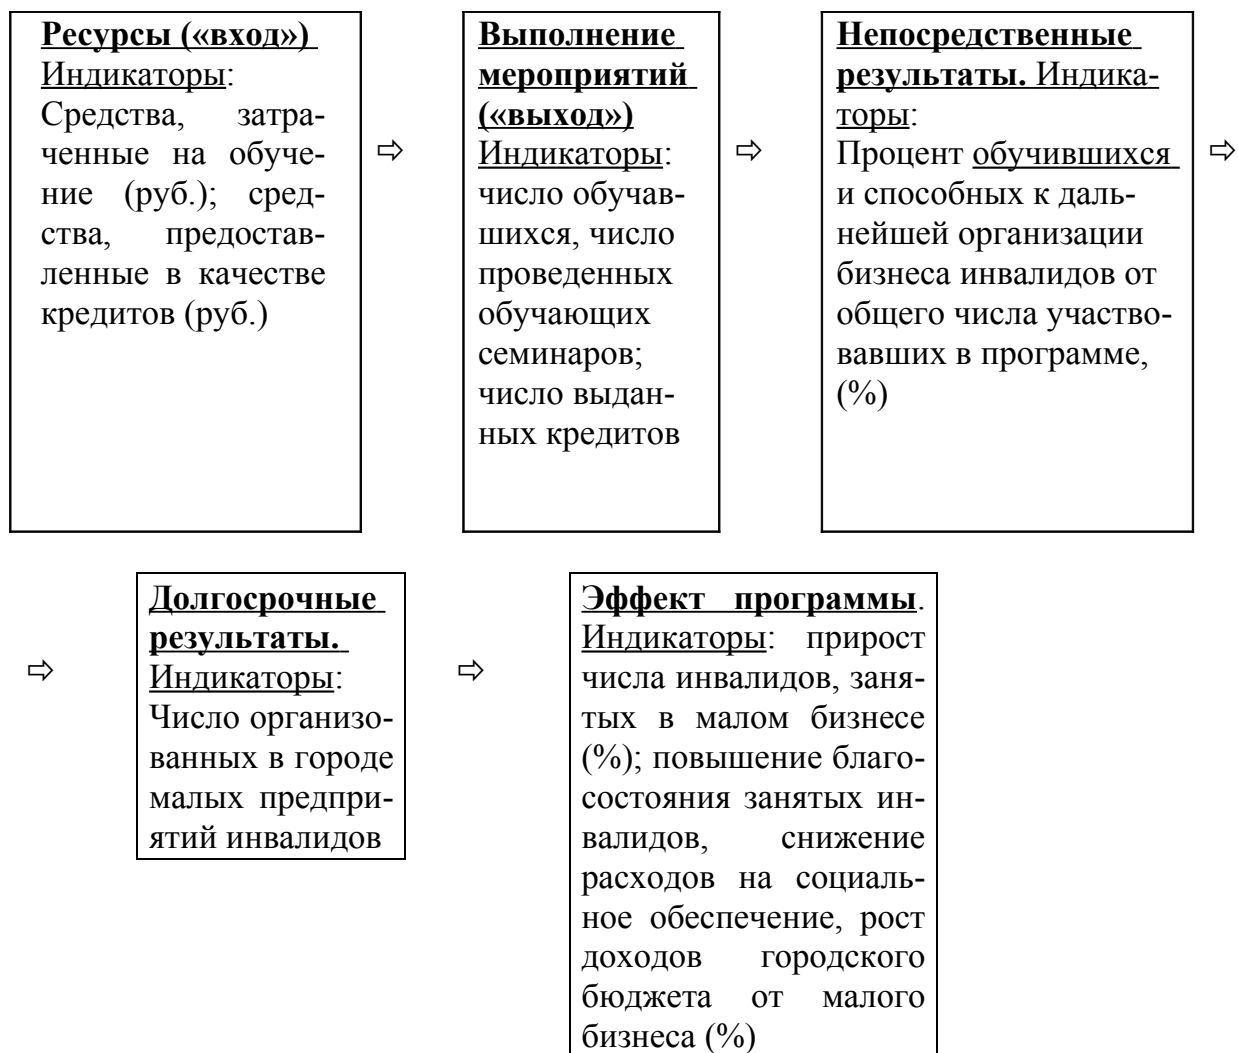 Ресурсы («вход»)
Индикаторы:
Средства, затра-
ченные на обуче-
ние (руб.); сред-
ства, предостав-
ленные в качестве
кредитов (руб.)
⇨
Выполнение
мероприятий
(«выход»)
Индикаторы:
число обучав-
шихся, число
проведенных
обучающих
семинаров;
число выдан-
ных кредитов
⇨
Непосредственные
результаты. Индика-
торы:
Процент обучившихся
и способных к даль-
нейшей организации
бизнеса инвалидов от
общего числа участво-
вавших в программе,
(%)
⇨
⇨
Долгосрочные
результаты.
Индикаторы:
Число организо-
ванных в городе
малых предпри-
ятий инвалидов
⇨
Эффект программы.
Индикаторы: прирост
числа инвалидов, заня-
тых в малом бизнесе
(%); повышение благо-
состояния занятых ин-
валидов, снижение
расходов на социаль-
ное обеспечение, рост
доходов городского
бюджета от малого
бизнеса (%)